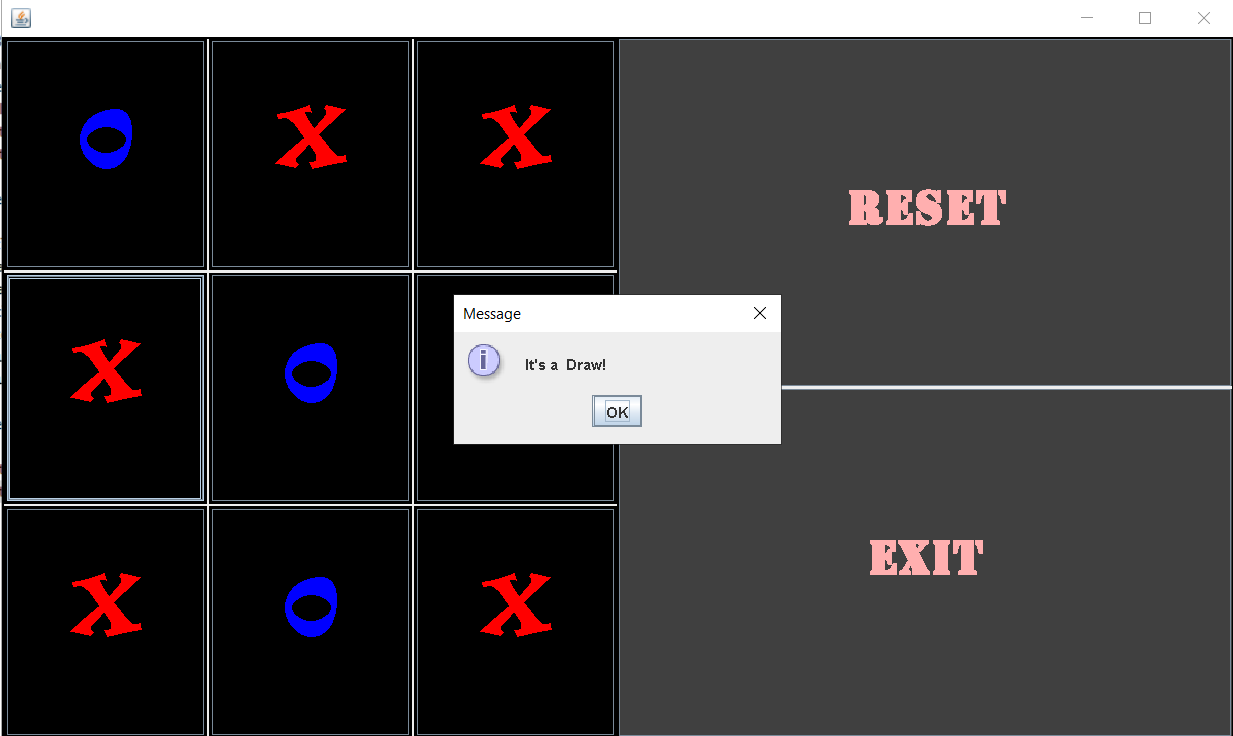 O X X
RESET
X O
Message
It's a Draw!
OK
EXIT
X O X